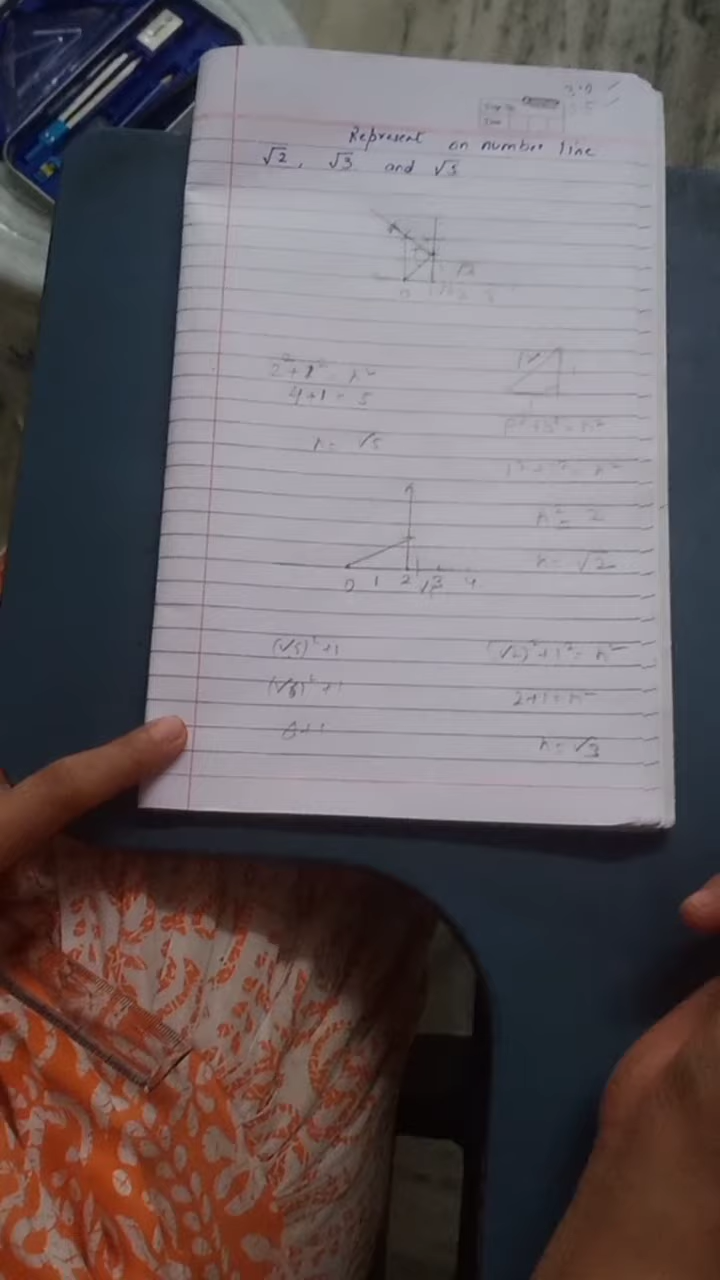 Represent on number line
√2, √3 and √5
2² + 1² = h²
4+1 = 5
h = √5
1
1
p² + b² = h²
1² + 1² = h²
h² = 2
h = √2
0 1 2 3 4
(√5)² + 1
(√2)² + 1² = h²
2+1 = h²
h = √3